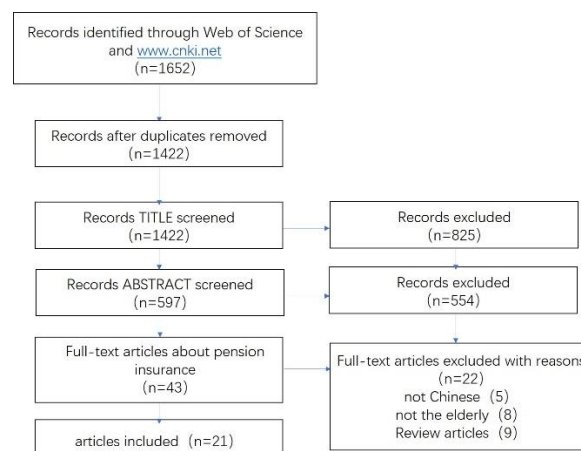 Records identified through Web of Science
and www.cnki.net
(n=1652)
Records after duplicates removed
(n=1422)
Records TITLE screened
(n=1422)
Records excluded
(n=825)
Records ABSTRACT screened
(n=597)
Records excluded
(n=554)
Full-text articles about pension
insurance
(n=43)
Full-text articles excluded with reasons
(n=22)
not Chinese（5）
not the elderly（8）
Review articles（9）
articles included（n=21）